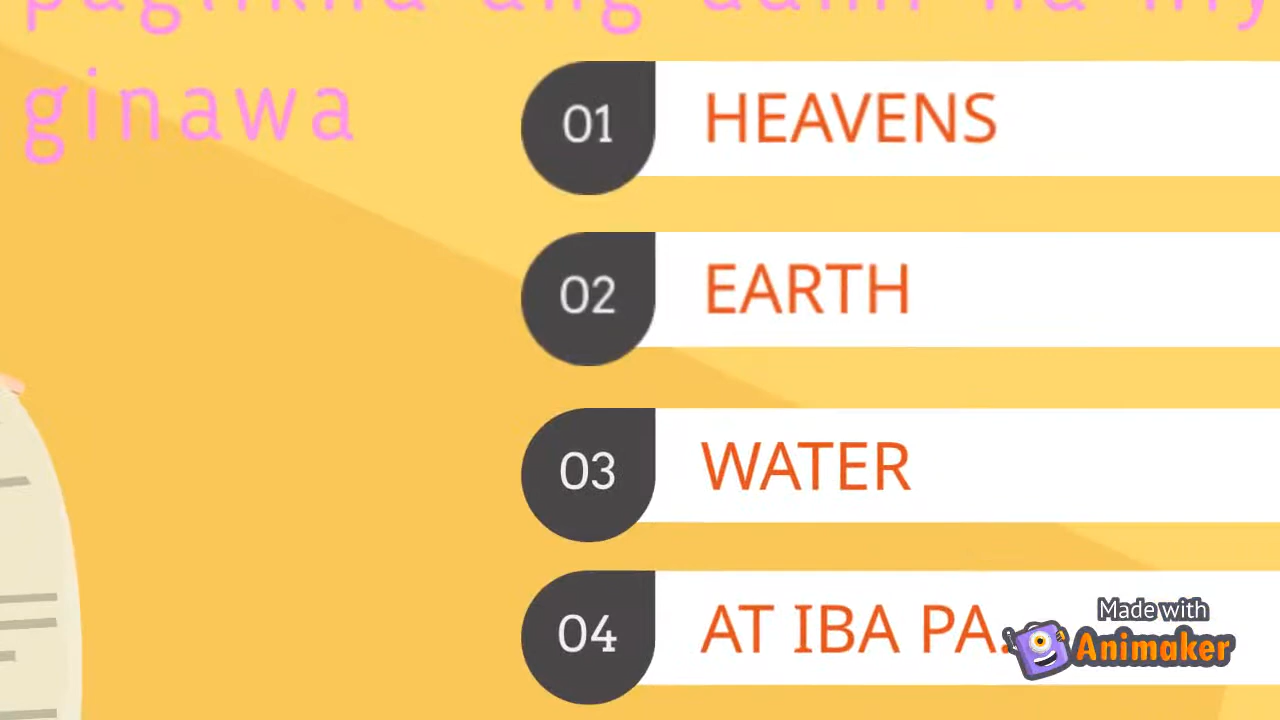 ginawa
01 HEAVENS
02 EARTH
03 WATER
04 AT IBA PA.
Made with
Animaker